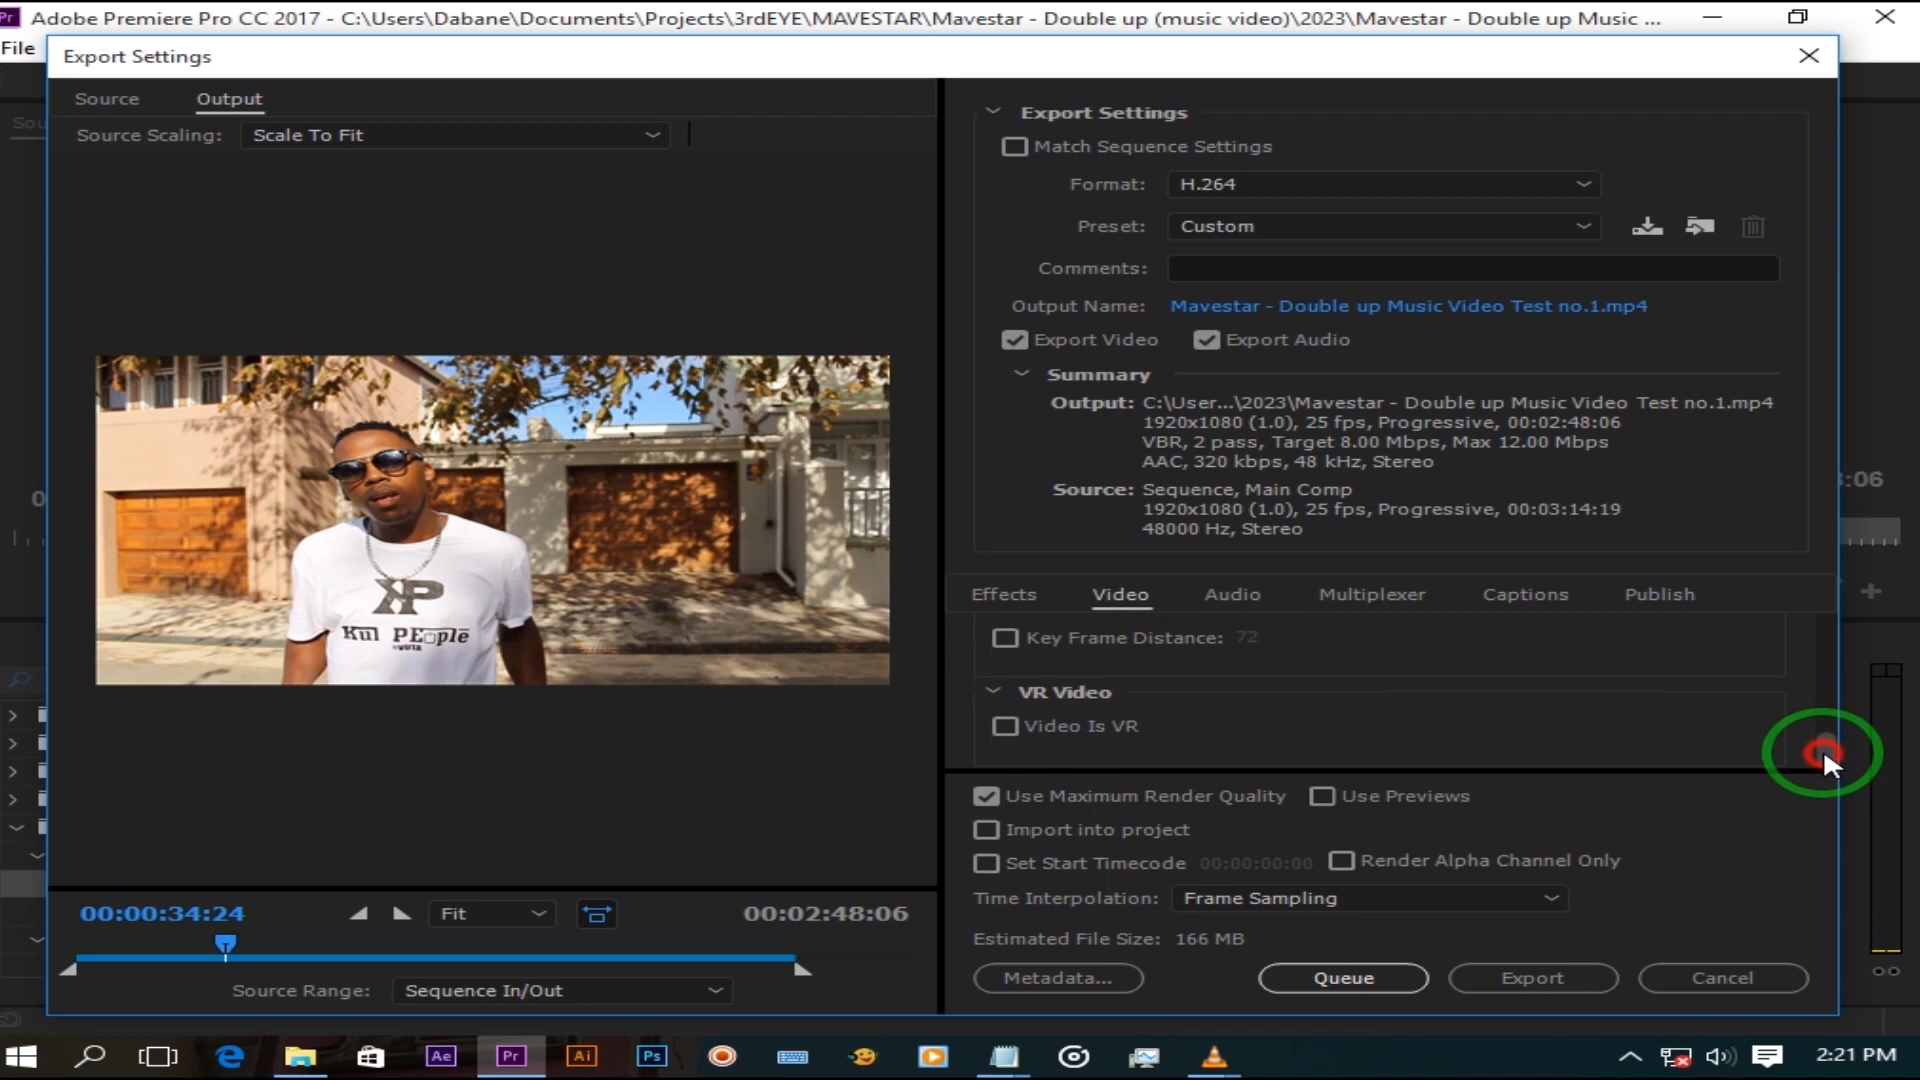 Pr Adobe Premiere Pro CC 2017 - C:\Users\Dabane\Documents\Projects\3rdEYE\MAVESTAR\Mavestar - Double up (music video)\2023\Mavestar - Double up Music ...
File
Export Settings
Source Output
Source Scaling: Scale To Fit
Export Settings
Match Sequence Settings
Format: H.264
Preset: Custom
Comments:
Output Name: Mavestar - Double up Music Video Test no.1.mp4
Export Video Export Audio
Summary
Output: C:\User...\2023\Mavestar - Double up Music Video Test no.1.mp4
1920x1080 (1.0), 25 fps, Progressive, 00:02:48:06
VBR, 2 pass, Target 8.00 Mbps, Max 12.00 Mbps
AAC, 320 kbps, 48 kHz, Stereo
Source: Sequence, Main Comp
1920x1080 (1.0), 25 fps, Progressive, 00:03:14:19
48000 Hz, Stereo
:06
Effects Video Audio Multiplexer Captions Publish
Key Frame Distance: 72
VR Video
Video Is VR
KP
Kul PEople
Use Maximum Render Quality Use Previews
Import into project
Set Start Timecode 00:00:00:00 Render Alpha Channel Only
Time Interpolation: Frame Sampling
Estimated File Size: 166 MB
Metadata... Queue Export Cancel
00:00:34:24 Fit 00:02:48:06
Source Range: Sequence In/Out
Ae Pr Ai Ps
2:21 PM